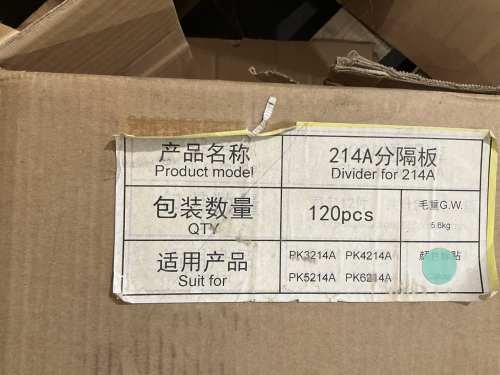 产品名称 214A分隔板
Product model Divider for 214A
包装数量 120pcs 毛重G.W.
QTY 5.6kg
适用产品 PK3214A PK4214A
Suit for PK5214A PK6214A